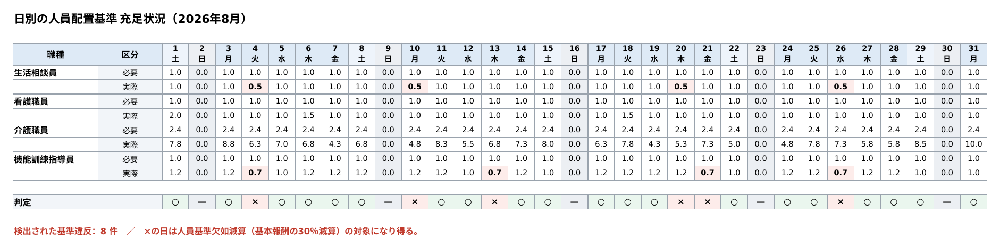 日別の人員配置基準 充足状況（2026年8月）
職種 区分 1 2 3 4 5 6 7 8 9 10 11 12 13 14 15 16 17 18 19 20 21 22 23 24 25 26 27 28 29 30 31
土 日 月 火 水 木 金 土 日 月 火 水 木 金 土 日 月 火 水 木 金 土 日 月 火 水 木 金 土 日 月
生活相談員 必要 1.0 0.0 1.0 1.0 1.0 1.0 1.0 1.0 0.0 1.0 1.0 1.0 1.0 1.0 1.0 0.0 1.0 1.0 1.0 1.0 1.0 1.0 0.0 1.0 1.0 1.0 1.0 1.0 1.0 0.0 1.0
実際 1.0 0.0 1.0 0.5 1.0 1.0 1.0 1.0 0.0 0.5 1.0 1.0 1.0 1.0 1.0 0.0 1.0 1.0 1.0 0.5 1.0 1.0 0.0 1.0 1.0 0.5 1.0 1.0 1.0 0.0 1.0
看護職員 必要 1.0 0.0 1.0 1.0 1.0 1.0 1.0 1.0 0.0 1.0 1.0 1.0 1.0 1.0 1.0 0.0 1.0 1.0 1.0 1.0 1.0 1.0 0.0 1.0 1.0 1.0 1.0 1.0 1.0 0.0 1.0
実際 2.0 0.0 1.0 1.0 1.0 1.5 1.0 1.0 0.0 1.0 1.0 1.0 1.0 1.0 1.0 0.0 1.0 1.5 1.0 1.0 1.0 1.0 0.0 1.0 1.0 1.0 1.0 1.0 1.0 0.0 1.0
介護職員 必要 2.4 0.0 2.4 2.4 2.4 2.4 2.4 2.4 0.0 2.4 2.4 2.4 2.4 2.4 2.4 0.0 2.4 2.4 2.4 2.4 2.4 2.4 0.0 2.4 2.4 2.4 2.4 2.4 2.4 0.0 2.4
実際 7.8 0.0 8.8 6.3 7.0 6.8 4.3 6.8 0.0 4.8 8.3 5.5 6.8 7.3 8.0 0.0 6.3 7.8 4.3 5.3 7.3 5.0 0.0 4.8 7.8 7.3 5.8 5.8 8.5 0.0 10.0
機能訓練指導員 必要 1.0 0.0 1.0 1.0 1.0 1.0 1.0 1.0 0.0 1.0 1.0 1.0 1.0 1.0 1.0 0.0 1.0 1.0 1.0 1.0 1.0 1.0 0.0 1.0 1.0 1.0 1.0 1.0 1.0 0.0 1.0
実際 1.2 0.0 1.2 0.7 1.0 1.2 1.2 1.2 0.0 1.2 1.2 1.0 0.7 1.2 1.0 0.0 1.2 1.2 1.2 1.2 0.7 1.0 0.0 1.2 1.2 0.7 1.2 1.2 1.0 0.0 1.0
判定 ○ — ○ × ○ ○ ○ ○ — × ○ ○ × ○ ○ — ○ ○ ○ × × ○ — ○ ○ × ○ ○ ○ — ○
検出された基準違反: 8 件 ／ ×の日は人員基準欠如減算（基本報酬の30%減算）の対象になり得る。